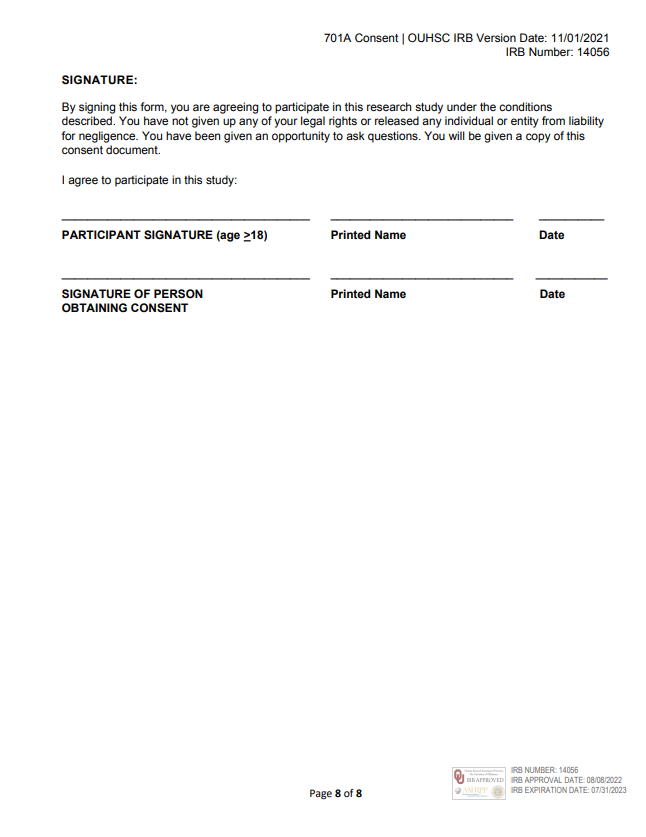 701A Consent | OUHSC IRB Version Date: 11/01/2021
IRB Number: 14056
SIGNATURE:
By signing this form, you are agreeing to participate in this research study under the conditions
described. You have not given up any of your legal rights or released any individual or entity from liability
for negligence. You have been given an opportunity to ask questions. You will be given a copy of this
consent document.
I agree to participate in this study:
PARTICIPANT SIGNATURE (age >18) Printed Name Date
SIGNATURE OF PERSON Printed Name Date
OBTAINING CONSENT
Page 8 of 8
IRB APPROVED
AAHRPP
IRB NUMBER: 14056
IRB APPROVAL DATE: 08/08/2022
IRB EXPIRATION DATE: 07/31/2023